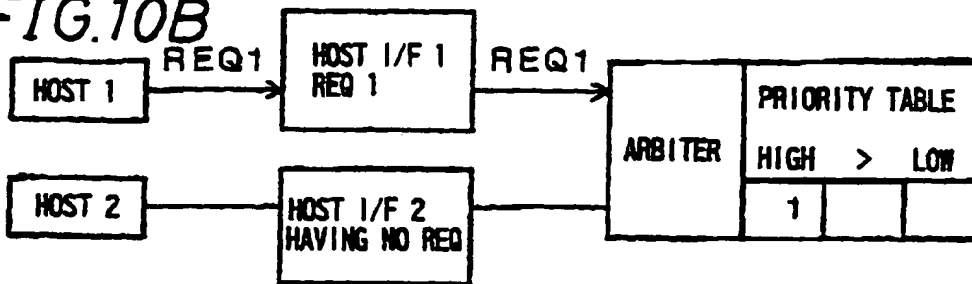 FIG.10B
HOST 1
REQ1
HOST I/F 1
REQ 1
REQ1
HOST 2
HOST I/F 2
HAVING NO REQ
ARBITER
PRIORITY TABLE
HIGH > LOW
1